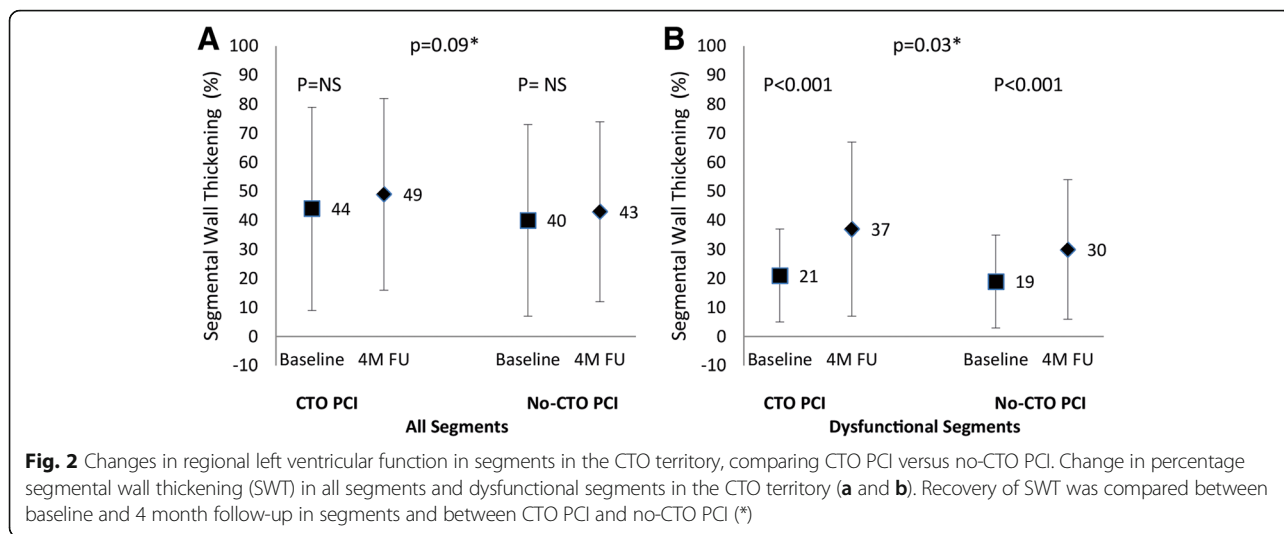 A
p=0.09*
P=NS
P= NS
Segmental Wall Thickening (%)
100
90
80
70
60
50
40
30
20
10
0
-10
44
49
40
43
Baseline 4M FU
Baseline 4M FU
CTO PCI
No-CTO PCI
All Segments
B
p=0.03*
P<0.001
P<0.001
Segmental Wall Thickening (%)
100
90
80
70
60
50
40
30
20
10
0
-10
21
37
19
30
Baseline 4M FU
Baseline 4M FU
CTO PCI
No-CTO PCI
Dysfunctional Segments
Fig. 2 Changes in regional left ventricular function in segments in the CTO territory, comparing CTO PCI versus no-CTO PCI. Change in percentage
segmental wall thickening (SWT) in all segments and dysfunctional segments in the CTO territory (a and b). Recovery of SWT was compared between
baseline and 4 month follow-up in segments and between CTO PCI and no-CTO PCI (*)